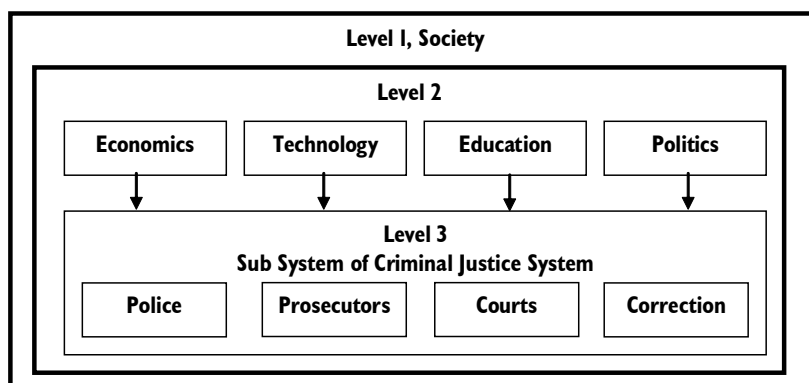 Level 1, Society
Level 2
Economics
Technology
Education
Politics
Level 3
Sub System of Criminal Justice System
Police
Prosecutors
Courts
Correction